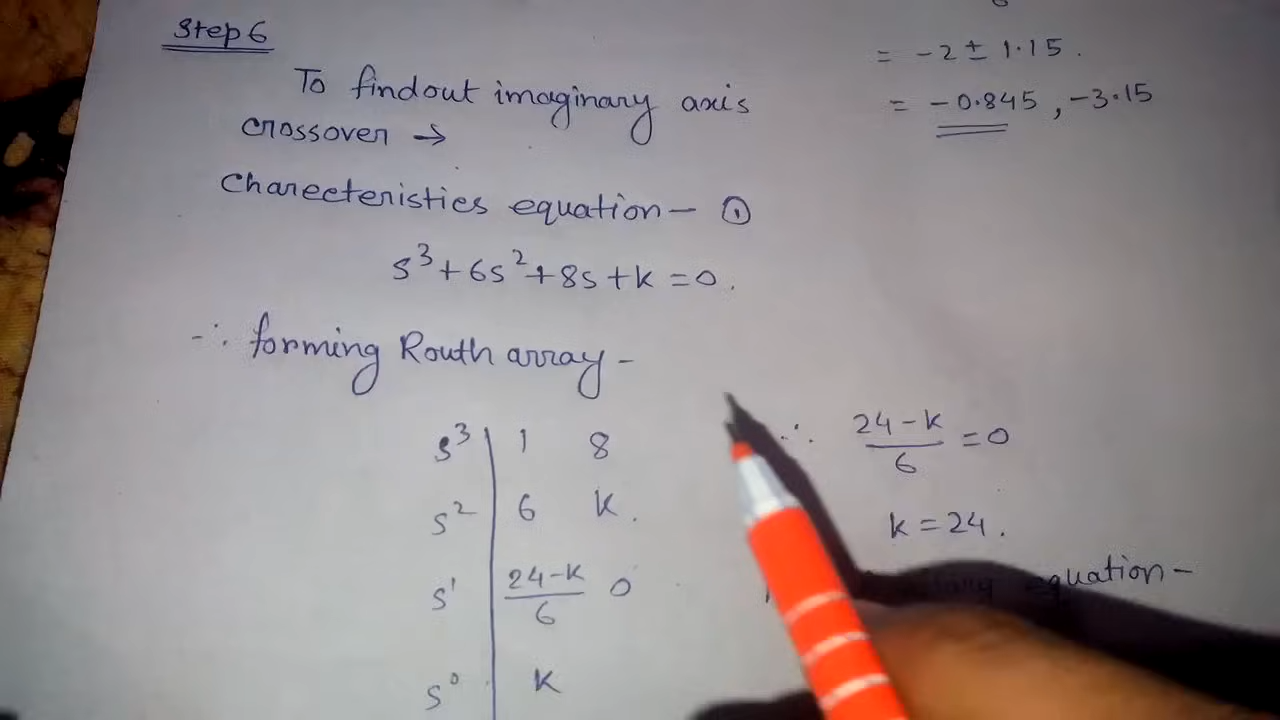 Step 6
To findout imaginary axis
crossover →
Charecteristics equation - ①
s³+6s²+8s+k=0.
∴ forming Routh array -
s³ | 1 8
s² | 6 k.
s¹ | (24-k)/6 0
s⁰ | k
= -2 ± 1.15.
= -0.845, -3.15
∴ (24-k)/6 = 0
k = 24.
equation -